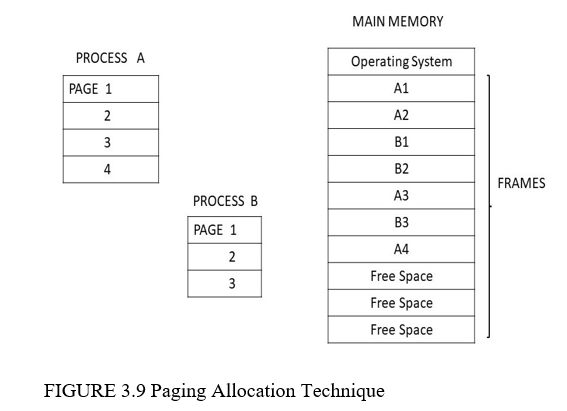 MAIN MEMORY
PROCESS A
PAGE 1
2
3
4
PROCESS B
PAGE 1
2
3
Operating System
A1
A2
B1
B2
A3
B3
A4
Free Space
Free Space
Free Space
FRAMES
FIGURE 3.9 Paging Allocation Technique